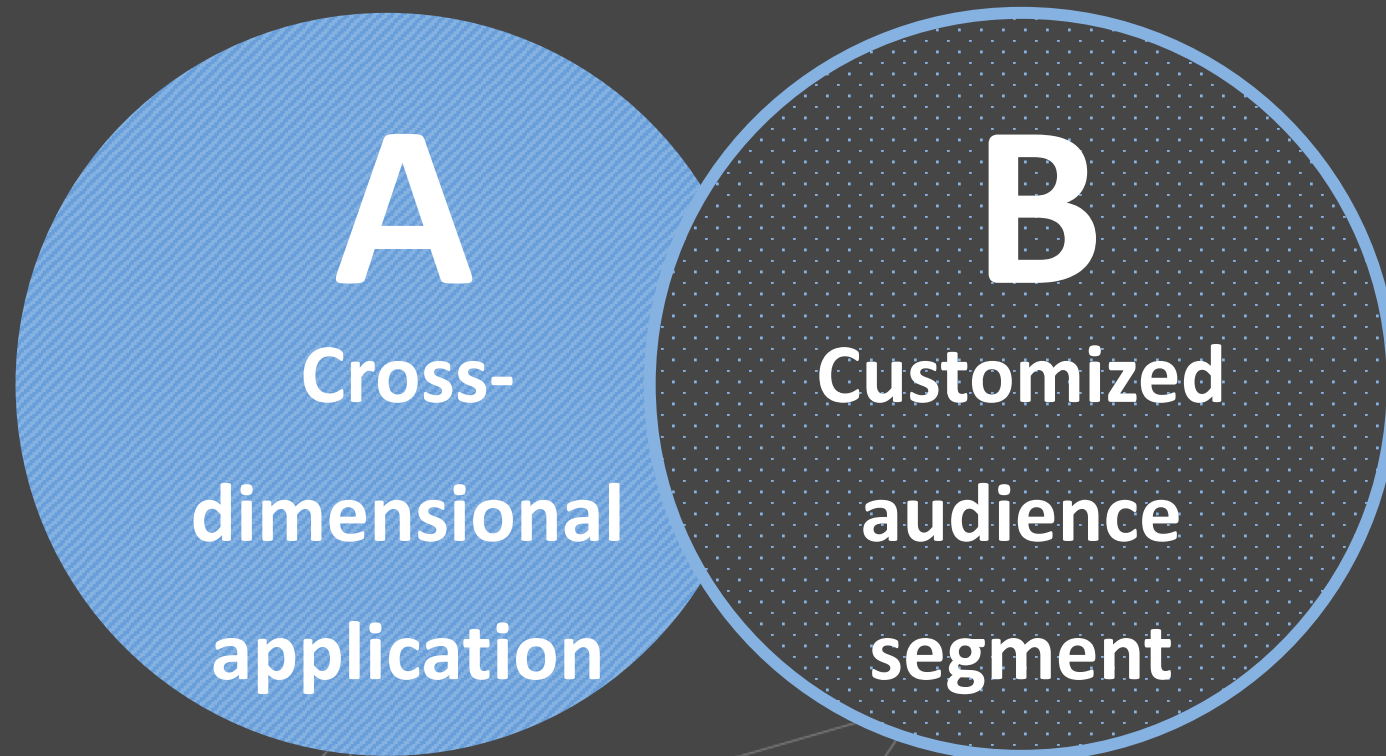 A
Cross-
dimensional
application
B
Customized
audience
segment